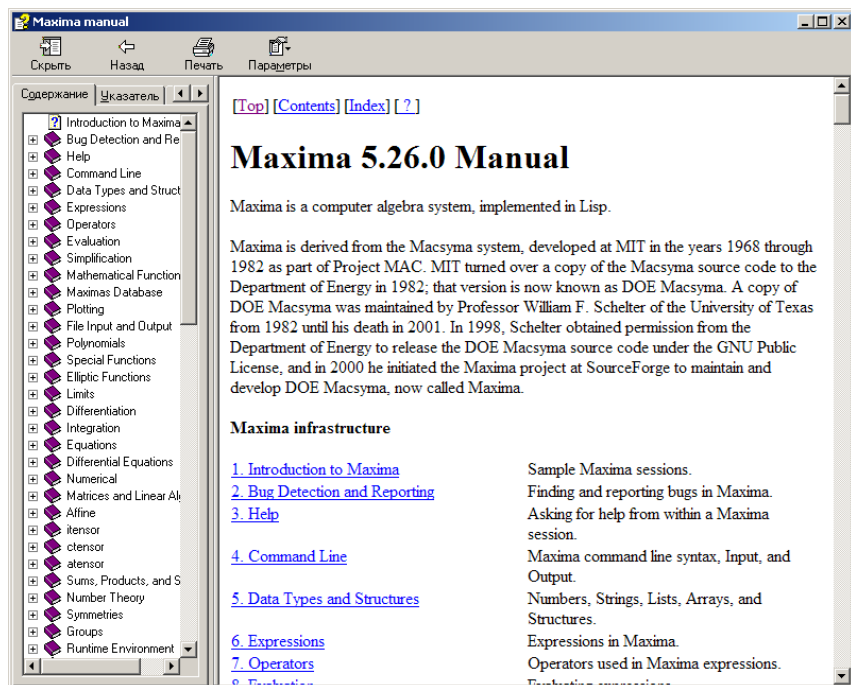 Maxima manual
Скрыть Назад Печать Параметры
Содержание Указатель
Introduction to Maxima
Bug Detection and Re
Help
Command Line
Data Types and Struct
Expressions
Operators
Evaluation
Simplification
Mathematical Function
Maximas Database
Plotting
File Input and Output
Polynomials
Special Functions
Elliptic Functions
Limits
Differentiation
Integration
Equations
Differential Equations
Numerical
Matrices and Linear Al
Affine
itensor
ctensor
atensor
Sums, Products, and S
Number Theory
Symmetries
Groups
Runtime Environment
[Top] [Contents] [Index] [ ? ]
Maxima 5.26.0 Manual
Maxima is a computer algebra system, implemented in Lisp.
Maxima is derived from the Macsyma system, developed at MIT in the years 1968 through
1982 as part of Project MAC. MIT turned over a copy of the Macsyma source code to the
Department of Energy in 1982; that version is now known as DOE Macsyma. A copy of
DOE Macsyma was maintained by Professor William F. Schelter of the University of Texas
from 1982 until his death in 2001. In 1998, Schelter obtained permission from the
Department of Energy to release the DOE Macsyma source code under the GNU Public
License, and in 2000 he initiated the Maxima project at SourceForge to maintain and
develop DOE Macsyma, now called Maxima.
Maxima infrastructure
1. Introduction to Maxima Sample Maxima sessions.
2. Bug Detection and Reporting Finding and reporting bugs in Maxima.
3. Help Asking for help from within a Maxima
session.
4. Command Line Maxima command line syntax, Input, and
Output.
5. Data Types and Structures Numbers, Strings, Lists, Arrays, and
Structures.
6. Expressions Expressions in Maxima.
7. Operators Operators used in Maxima expressions.
8. Evaluation Evaluating expressions.